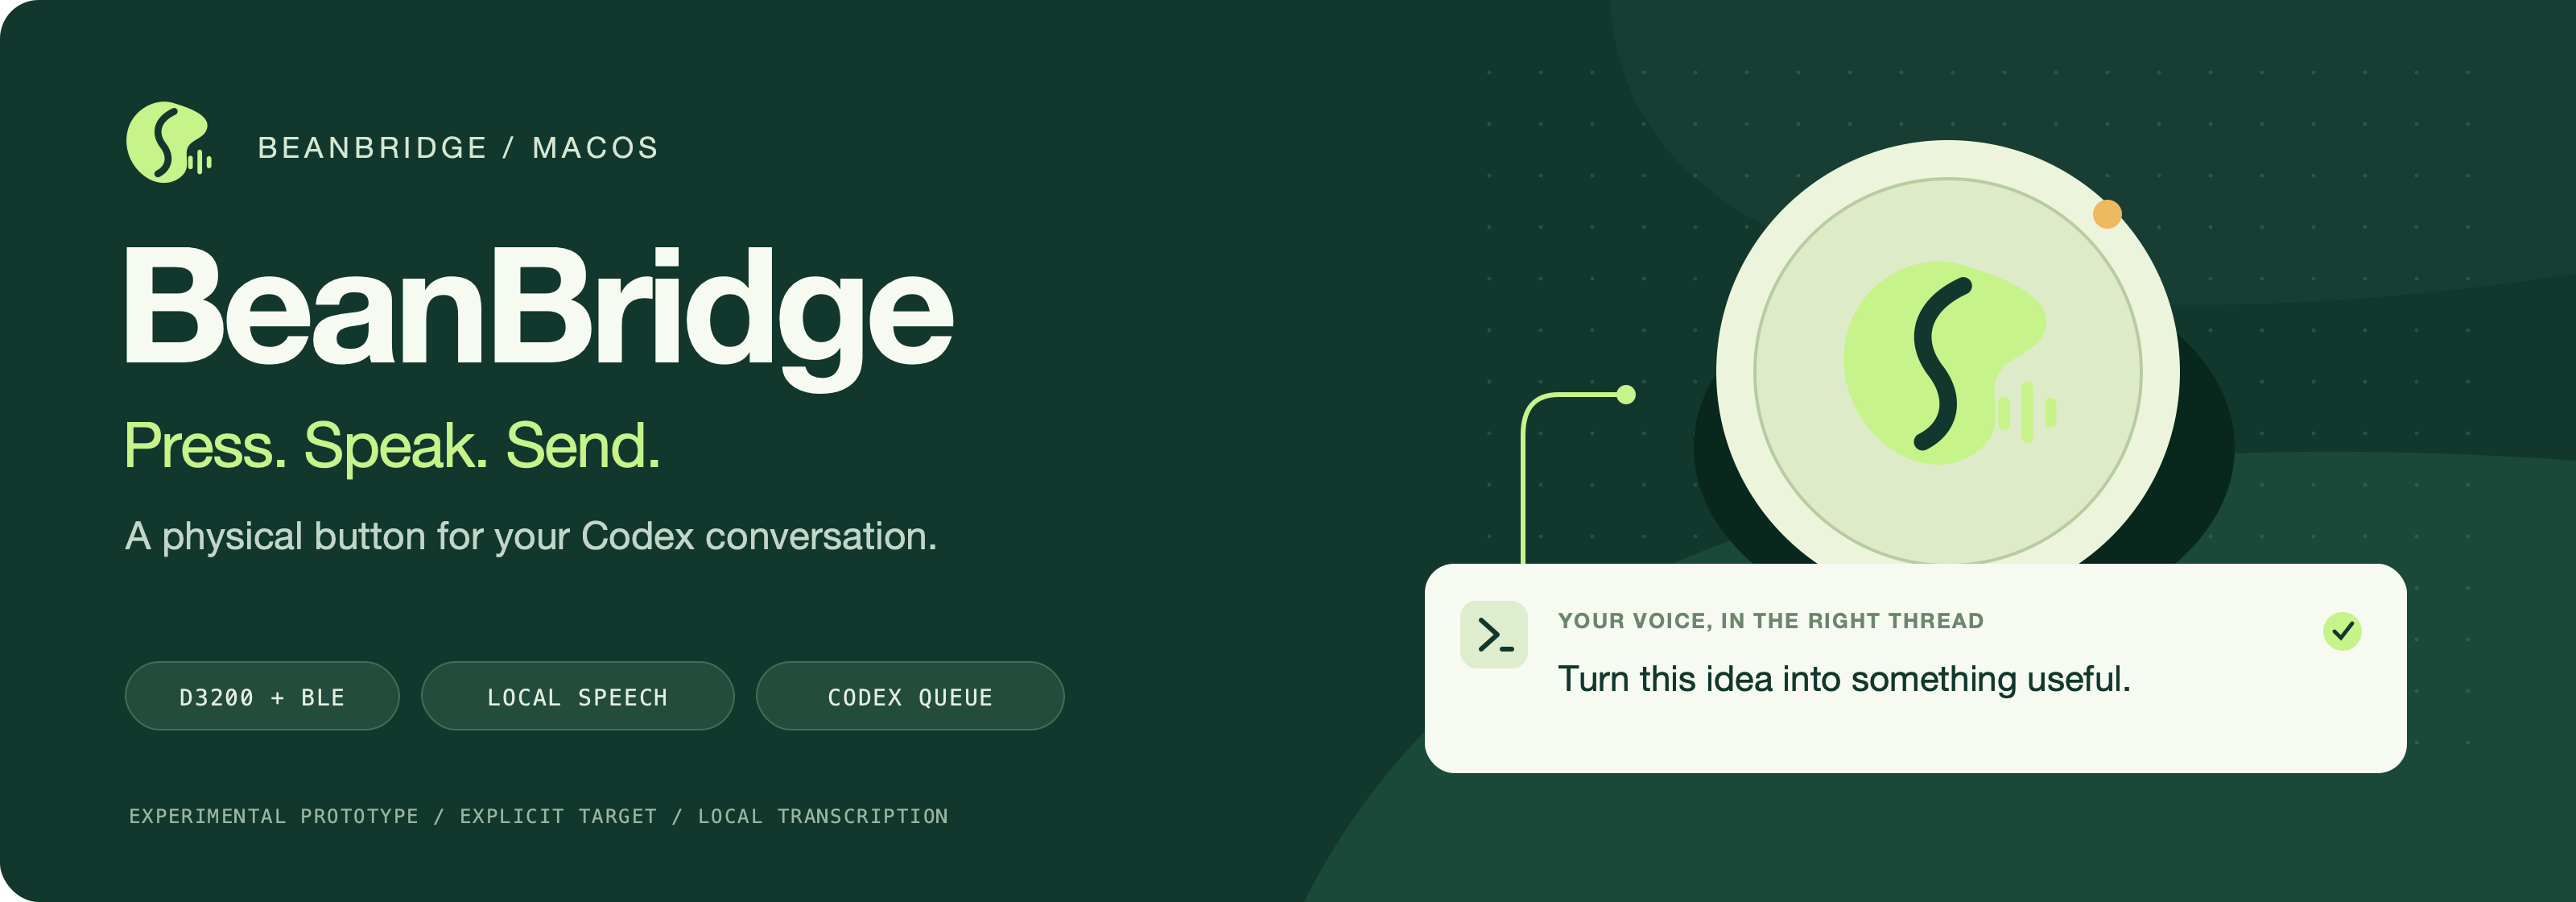 BEANBRIDGE / MACOS
BeanBridge
Press. Speak. Send.
A physical button for your Codex conversation.
D3200 + BLE
LOCAL SPEECH
CODEX QUEUE
EXPERIMENTAL PROTOTYPE / EXPLICIT TARGET / LOCAL TRANSCRIPTION
YOUR VOICE, IN THE RIGHT THREAD
Turn this idea into something useful.